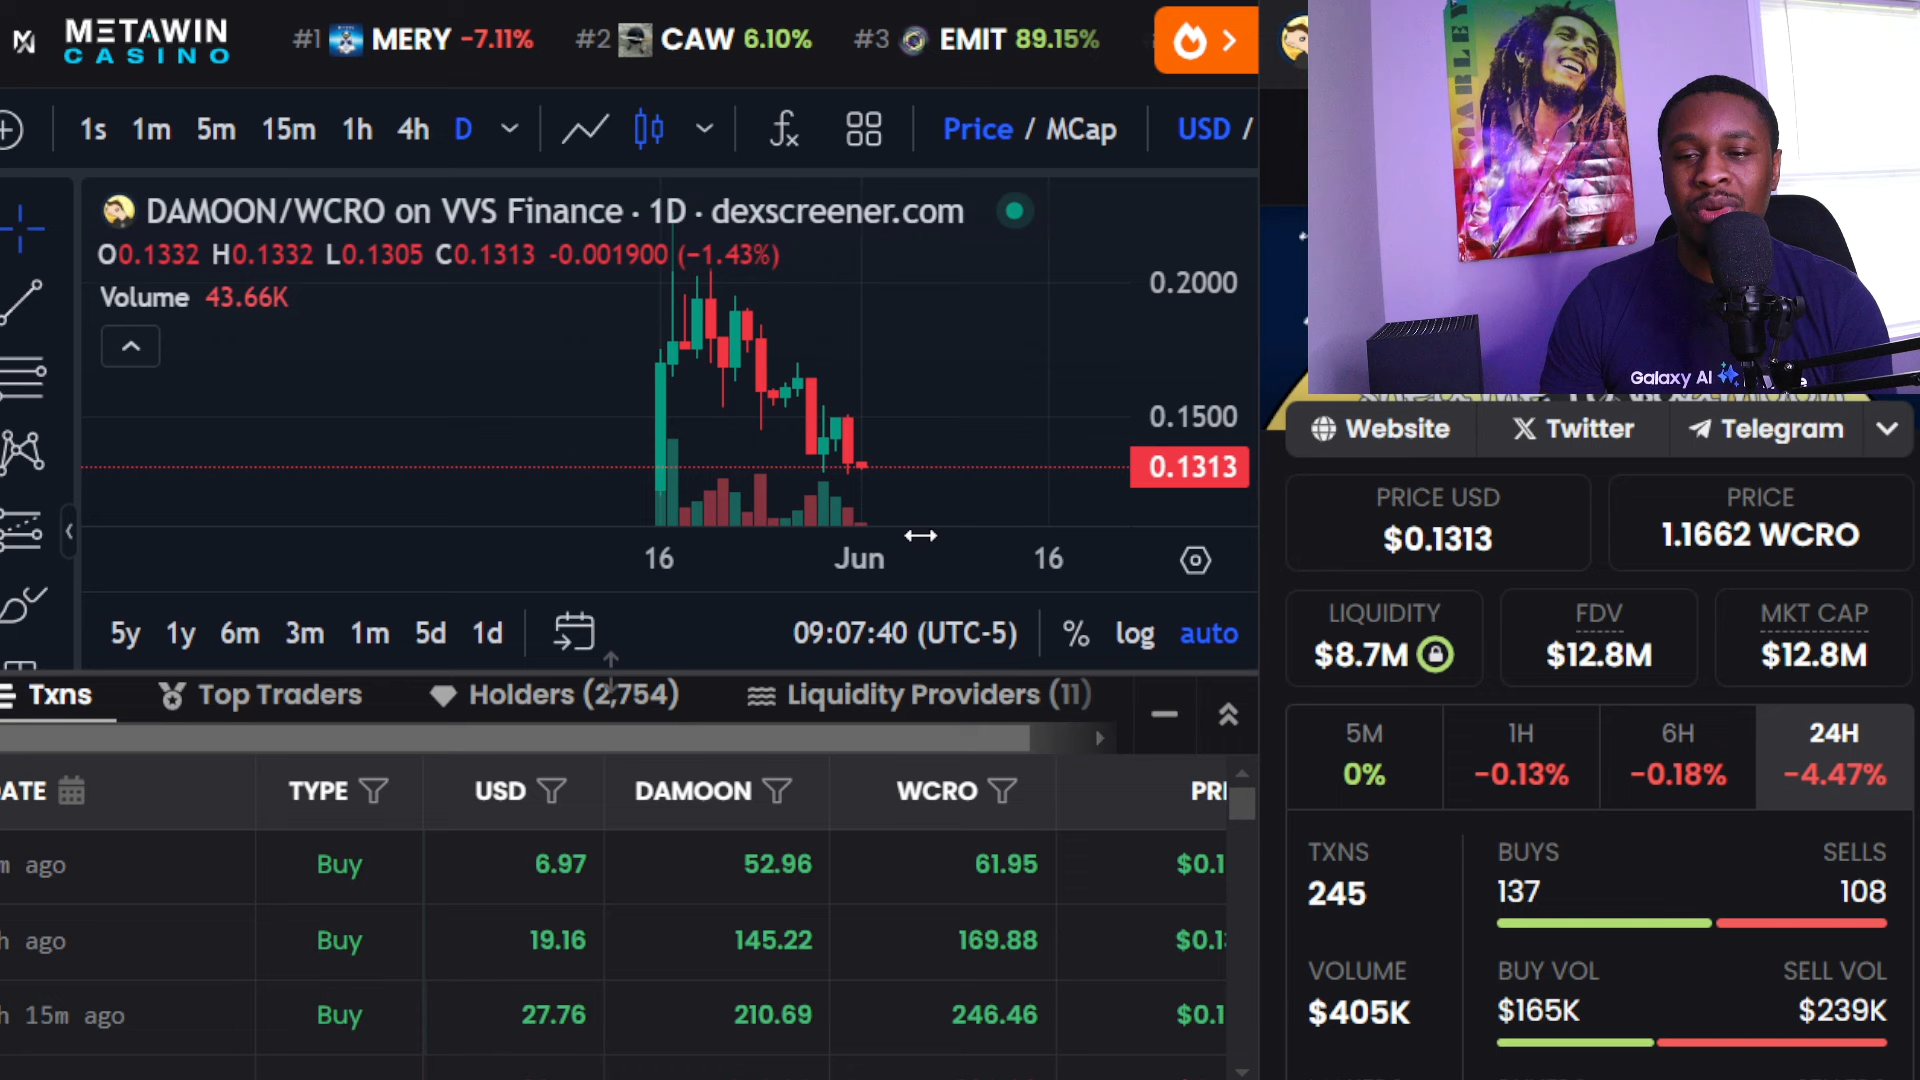 METAWIN
CASINO
#1 MERY -7.11% #2 CAW 6.10% #3 EMIT 89.15%
1s 1m 5m 15m 1h 4h D Price / MCap USD /
DAMOON/WCRO on VVS Finance · 1D · dexscreener.com
O0.1332 H0.1332 L0.1305 C0.1313 -0.001900 (−1.43%)
Volume 43.66K
0.2000
0.1500
0.1313
16 Jun 16
5y 1y 6m 3m 1m 5d 1d 09:07:40 (UTC-5) % log auto
Txns Top Traders Holders (2,754) Liquidity Providers (11)
ATE TYPE USD DAMOON WCRO PRI
m ago Buy 6.97 52.96 61.95 $0.1
h ago Buy 19.16 145.22 169.88 $0.1
h 15m ago Buy 27.76 210.69 246.46 $0.1
MARLEY
Galaxy AI
Website Twitter Telegram
PRICE USD
$0.1313
PRICE
1.1662 WCRO
LIQUIDITY
$8.7M
FDV
$12.8M
MKT CAP
$12.8M
5M 1H 6H 24H
0% -0.13% -0.18% -4.47%
TXNS BUYS SELLS
245 137 108
VOLUME BUY VOL SELL VOL
$405K $165K $239K